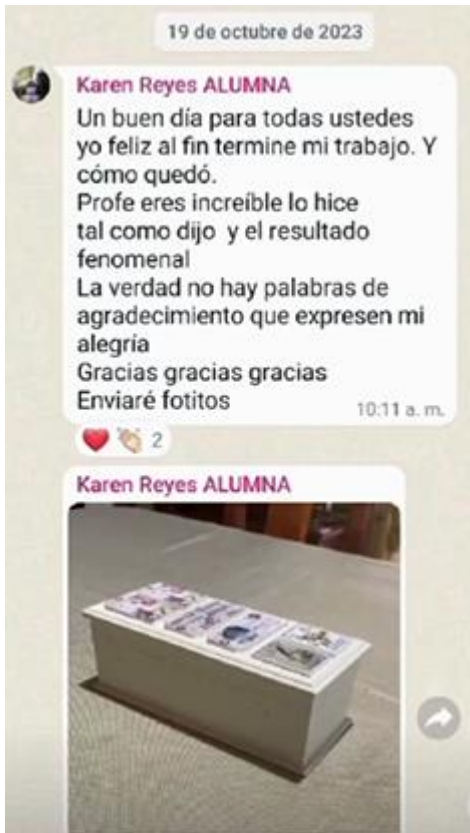 19 de octubre de 2023
Karen Reyes ALUMNA
Un buen día para todas ustedes
yo feliz al fin termine mi trabajo. Y
cómo quedó.
Profe eres increíble lo hice
tal como dijo y el resultado
fenomenal
La verdad no hay palabras de
agradecimiento que expresen mi
alegría
Gracias gracias gracias
Enviaré fotitos
10:11 a. m.
2
Karen Reyes ALUMNA